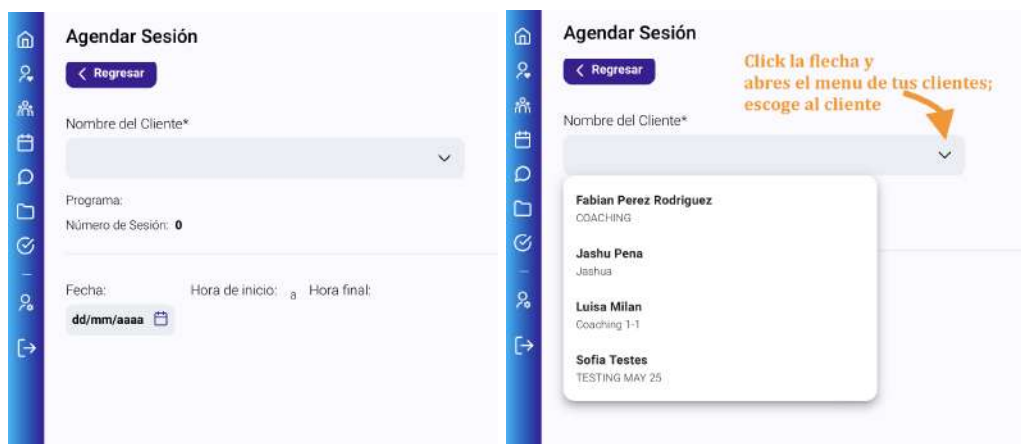 Agendar Sesión
Regresar
Nombre del Cliente*
Programa:
Número de Sesión: 0
Fecha: Hora de inicio: a Hora final:
dd/mm/aaaa
Agendar Sesión
Regresar
Click la flecha y
abres el menu de tus clientes;
escoge al cliente
Nombre del Cliente*
Fabian Perez Rodriguez
COACHING
Jashu Pena
Jashua
Luisa Milan
Coaching 1-1
Sofia Testes
TESTING MAY 25